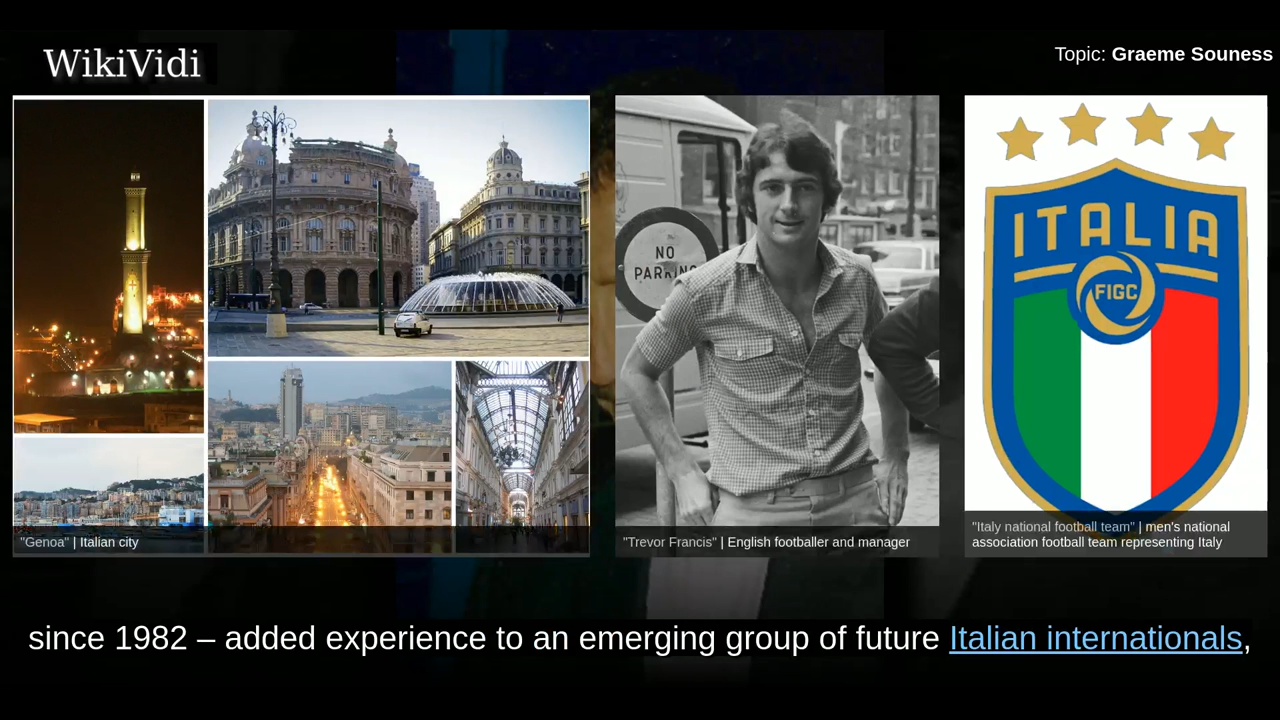 WikiVidi
Topic: Graeme Souness
NO
ITALIA
FIGC
"Genoa" | Italian city
"Trevor Francis" | English footballer and manager
"Italy national football team" | men's national
association football team representing Italy
since 1982 – added experience to an emerging group of future Italian internationals,